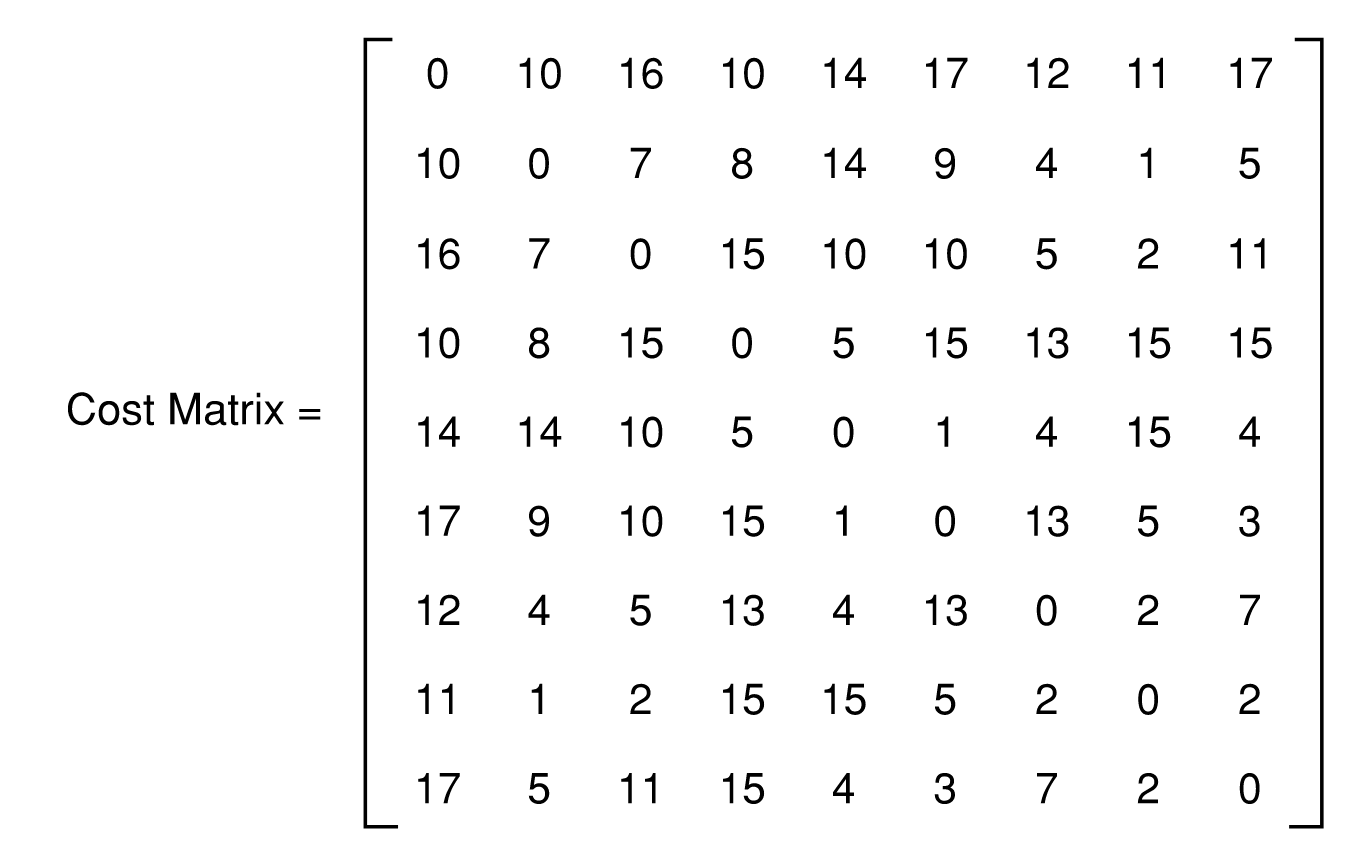 0 10 16 10 14 17 12 11 17
10 0 7 8 14 9 4 1 5
16 7 0 15 10 10 5 2 11
10 8 15 0 5 15 13 15 15
Cost Matrix =
14 14 10 5 0 1 4 15 4
17 9 10 15 1 0 13 5 3
12 4 5 13 4 13 0 2 7
11 1 2 15 15 5 2 0 2
17 5 11 15 4 3 7 2 0